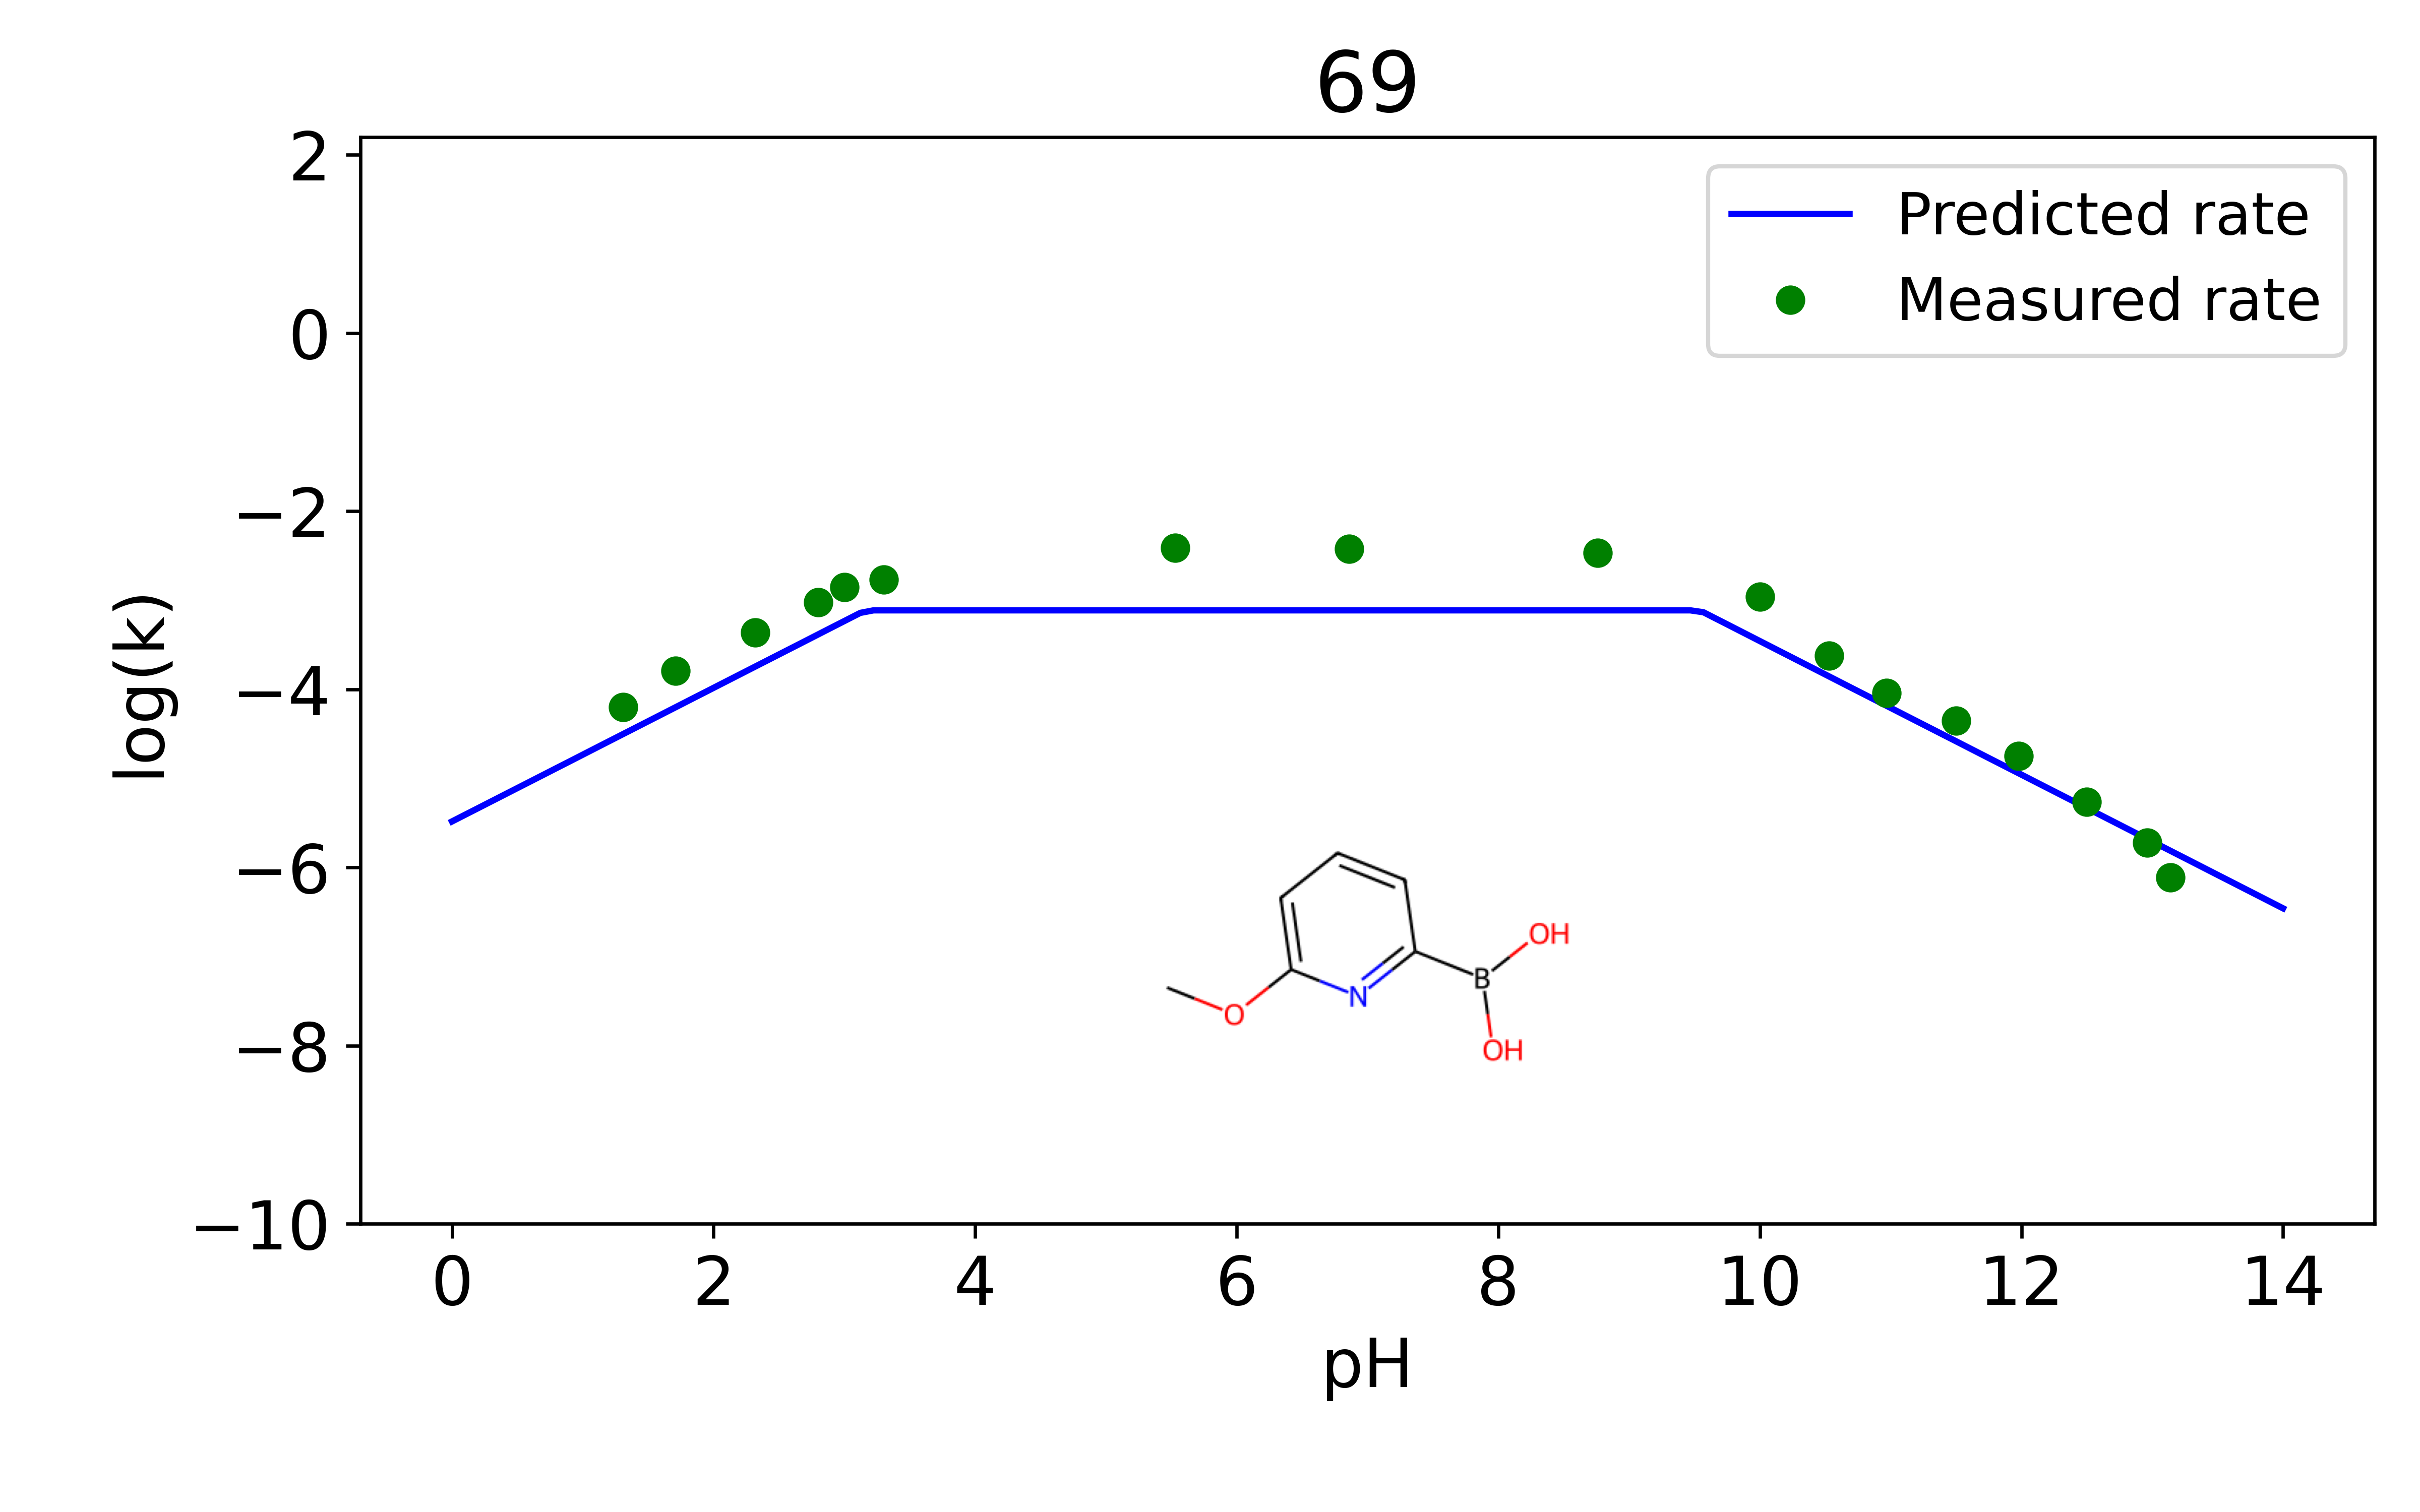 69
2
0
−2
−4
−6
−8
−10
log(k)
Predicted rate
Measured rate
OH
B
N
O
OH
0 2 4 6 8 10 12 14
pH